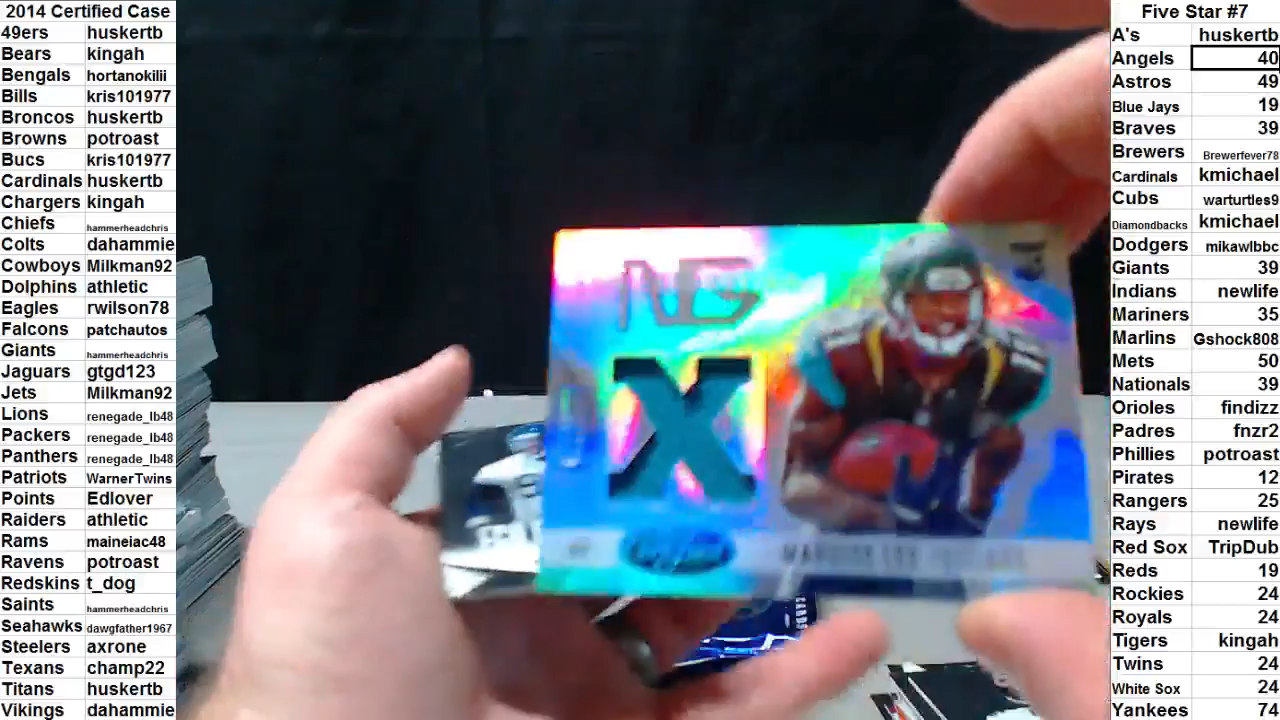 2014 Certified Case
49ers huskertb
Bears kingah
Bengals hortanokilii
Bills kris101977
Broncos huskertb
Browns potroast
Bucs kris101977
Cardinals huskertb
Chargers kingah
Chiefs hammerheadchris
Colts dahammie
Cowboys Milkman92
Dolphins athletic
Eagles rwilson78
Falcons patchautos
Giants hammerheadchris
Jaguars gtgd123
Jets Milkman92
Lions renegade_lb48
Packers renegade_lb48
Panthers renegade_lb48
Patriots WarnerTwins
Points Edlover
Raiders athletic
Rams maineiac48
Ravens potroast
Redskins t_dog
Saints hammerheadchris
Seahawks dawgfather1967
Steelers axrone
Texans champ22
Titans huskertb
Vikings dahammie
NG
X
Five Star #7
A's huskertb
Angels 40
Astros 49
Blue Jays 19
Braves 39
Brewers Brewerfever78
Cardinals kmichael
Cubs warturtles9
Diamondbacks kmichael
Dodgers mikawlbbc
Giants 39
Indians newlife
Mariners 35
Marlins Gshock808
Mets 50
Nationals 39
Orioles findizz
Padres fnzr2
Phillies potroast
Pirates 12
Rangers 25
Rays newlife
Red Sox TripDub
Reds 19
Rockies 24
Royals 24
Tigers kingah
Twins 24
White Sox 24
Yankees 74